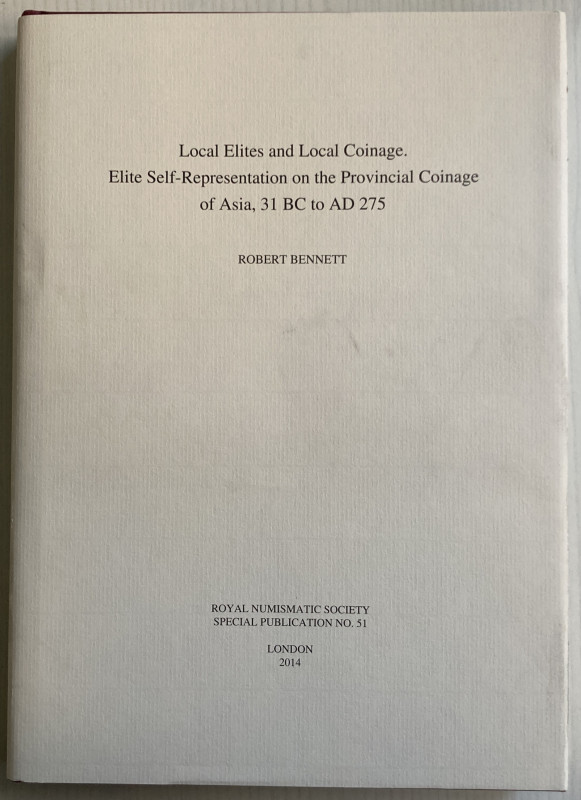 Local Elites and Local Coinage.
Elite Self-Representation on the Provincial Coinage
of Asia, 31 BC to AD 275
ROBERT BENNETT
ROYAL NUMISMATIC SOCIETY
SPECIAL PUBLICATION NO. 51
LONDON
2014